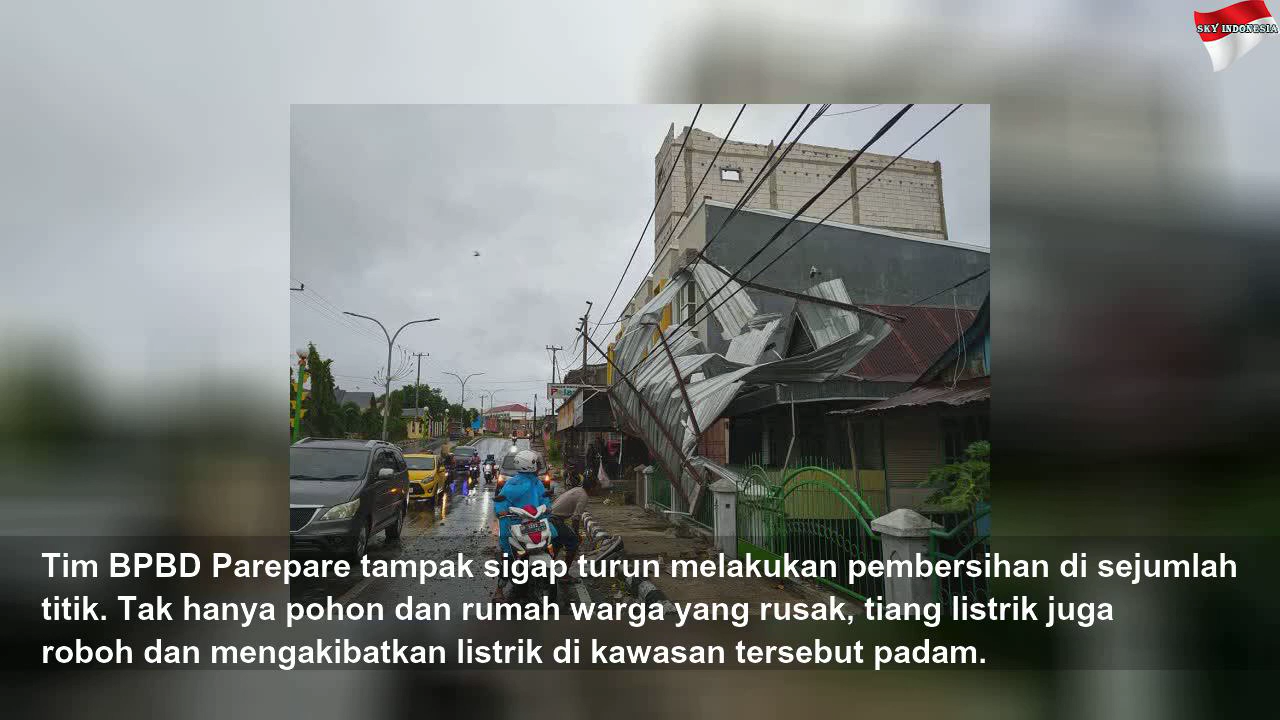 SKY INDONESIA
Tim BPBD Parepare tampak sigap turun melakukan pembersihan di sejumlah
titik. Tak hanya pohon dan rumah warga yang rusak, tiang listrik juga
roboh dan mengakibatkan listrik di kawasan tersebut padam.